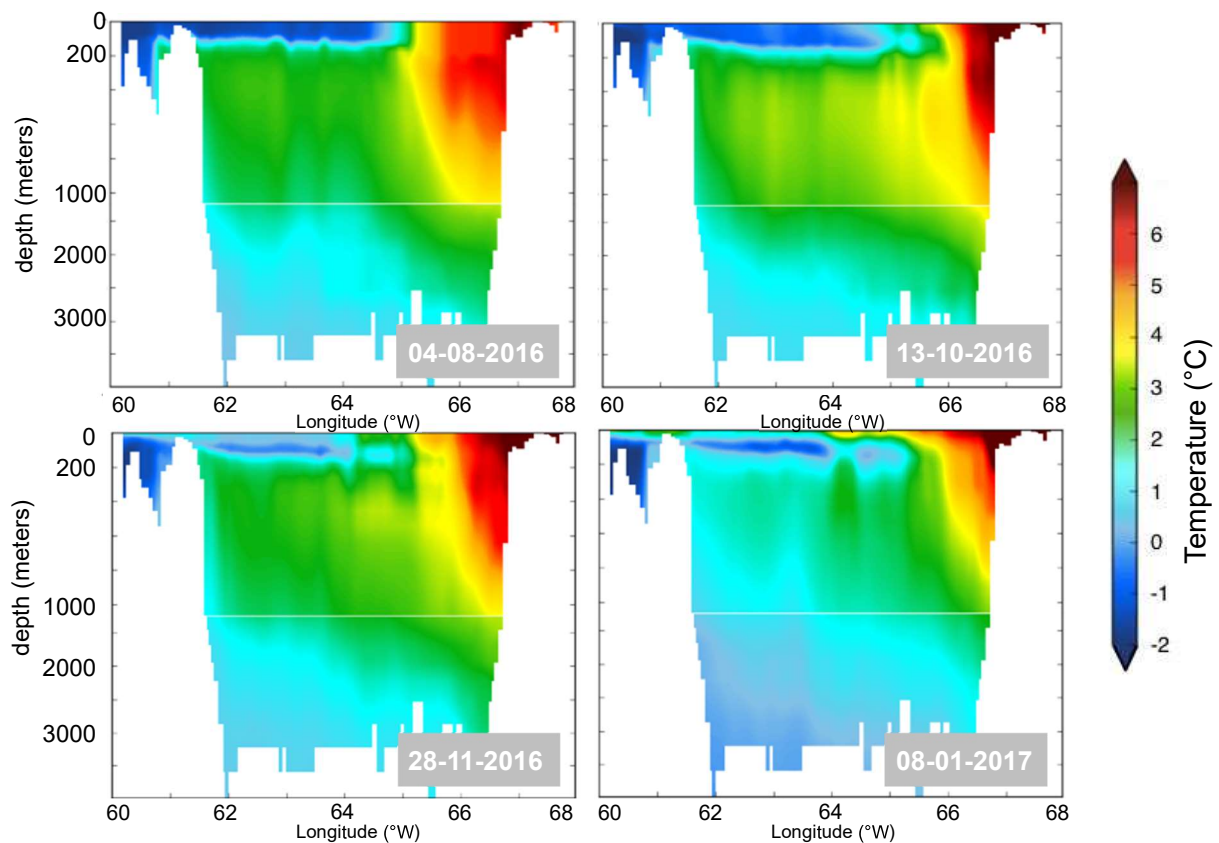 0
200
1000
2000
3000
depth (meters)
04-08-2016
13-10-2016
60 62 64 66 68
Longitude (°W)
60 62 64 66 68
Longitude (°W)
0
200
1000
2000
3000
depth (meters)
28-11-2016
08-01-2017
60 62 64 66 68
Longitude (°W)
60 62 64 66 68
Longitude (°W)
6
5
4
3
2
1
0
-1
-2
Temperature (°C)